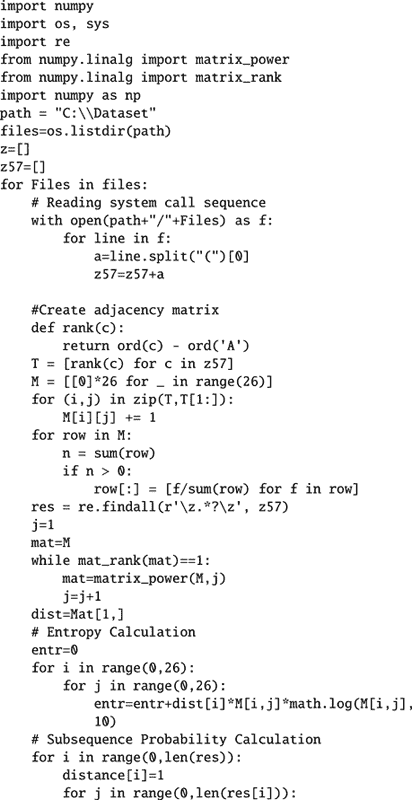 import numpy
import os, sys
import re
from numpy.linalg import matrix_power
from numpy.linalg import matrix_rank
import numpy as np
path = "C:\\Dataset"
files=os.listdir(path)
z=[]
z57=[]
for Files in files:
    # Reading system call sequence
    with open(path+"/"+Files) as f:
        for line in f:
            a=line.split("(")[0]
            z57=z57+a

    #Create adjacency matrix
    def rank(c):
        return ord(c) - ord('A')
    T = [rank(c) for c in z57]
    M = [[0]*26 for _ in range(26)]
    for (i,j) in zip(T,T[1:]):
        M[i][j] += 1
    for row in M:
        n = sum(row)
        if n > 0:
            row[:] = [f/sum(row) for f in row]
    res = re.findall(r'\z.*?\z', z57)
    j=1
    mat=M
    while mat_rank(mat)==1:
        mat=matrix_power(M,j)
        j=j+1
    dist=Mat[1,]
    # Entropy Calculation
    entr=0
    for i in range(0,26):
        for j in range(0,26):
            entr=entr+dist[i]*M[i,j]*math.log(M[i,j],
            10)
    # Subsequence Probability Calculation
    for i in range(0,len(res)):
        distance[i]=1
        for j in range(0,len(res[i])):